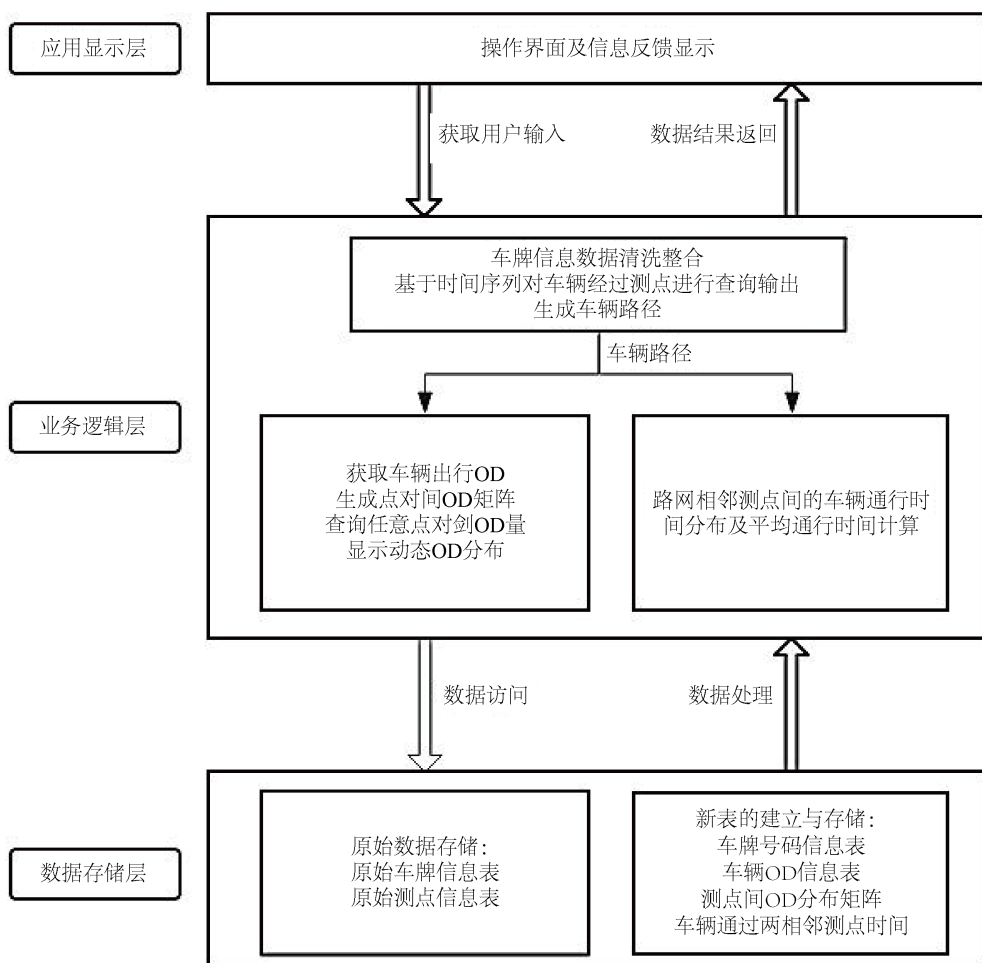 应用显示层
操作界面及信息反馈显示
获取用户输入
数据结果返回
车牌信息数据清洗整合
基于时间序列对车辆经过测点进行查询输出
生成车辆路径
车辆路径
业务逻辑层
获取车辆出行OD
生成点对间OD矩阵
查询任意点对剑OD量
显示动态OD分布
路网相邻测点间的车辆通行时
间分布及平均通行时间计算
数据访问
数据处理
数据存储层
原始数据存储:
原始车牌信息表
原始测点信息表
新表的建立与存储:
车牌号码信息表
车辆OD信息表
测点间OD分布矩阵
车辆通过两相邻测点时间